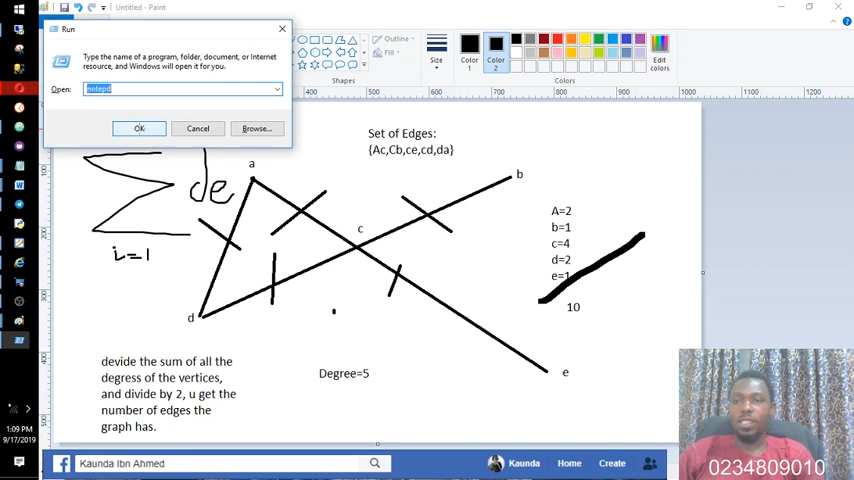 Untitled - Paint
Run
Type the name of a program, folder, document, or Internet
resource, and Windows will open it for you.
Open:
notepd
OK
Cancel
Browse...
Outline
Fill
Shapes
Size
Color
1
Color
2
Edit
colors
Colors
400
500
600
700
800
900
100
200
300
400
500
Set of Edges:
{Ac,Cb,ce,cd,da}
a
b
c
d
e
de
i=1
A=2
b=1
c=4
d=2
e=1
10
Degree=5
devide the sum of all the
degress of the vertices,
and divide by 2, u get the
number of edges the
graph has.
1:09 PM
9/17/2019
Kaunda Ibn Ahmed
Kaunda
Home
Create
0234809010